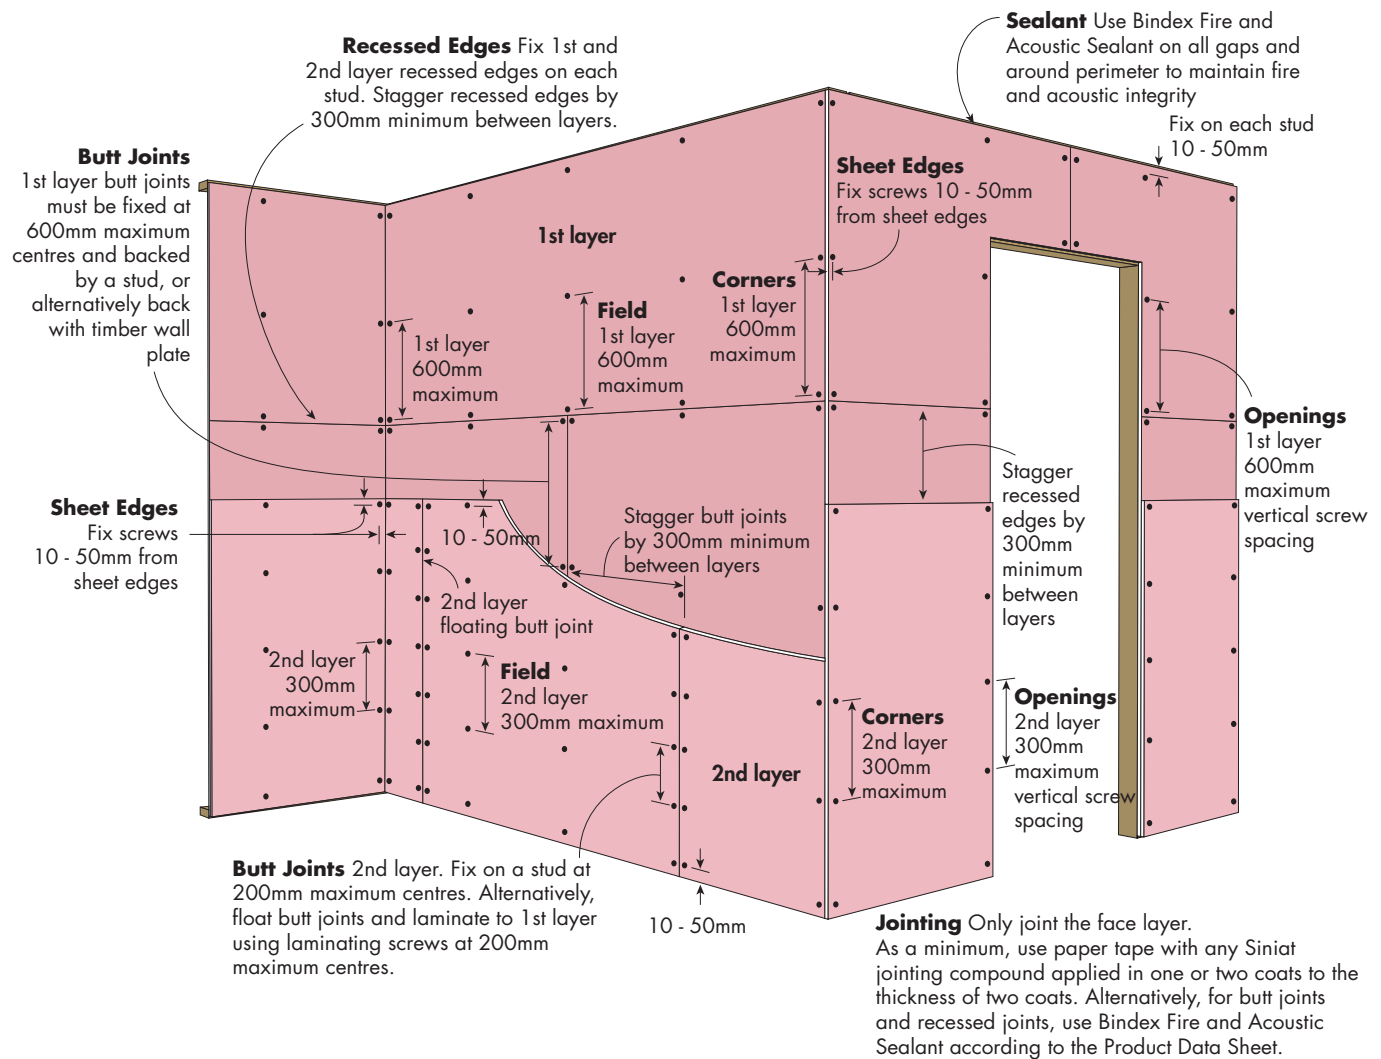 Sealant Use Bindex Fire and
Acoustic Sealant on all gaps and
around perimeter to maintain fire
and acoustic integrity
Recessed Edges Fix 1st and
2nd layer recessed edges on each
stud. Stagger recessed edges by
300mm minimum between layers.
Fix on each stud
10 - 50mm
Butt Joints
1st layer butt joints
must be fixed at
600mm maximum
centres and backed
by a stud, or
alternatively back
with timber wall
plate
Sheet Edges
Fix screws 10 - 50mm
from sheet edges
1st layer
Corners
1st layer
600mm
maximum
Field
1st layer
600mm
maximum
1st layer
600mm
maximum
Openings
1st layer
600mm
maximum
vertical screw
spacing
Stagger
recessed
edges by
300mm
minimum
between
layers
Sheet Edges
Fix screws
10 - 50mm from
sheet edges
10 - 50mm
Stagger butt joints
by 300mm minimum
between layers
2nd layer
floating butt joint
2nd layer
300mm
maximum
Field
2nd layer
300mm maximum
Openings
2nd layer
300mm
maximum
vertical screw
spacing
Corners
2nd layer
300mm
maximum
2nd layer
Butt Joints 2nd layer. Fix on a stud at
200mm maximum centres. Alternatively,
float butt joints and laminate to 1st layer
using laminating screws at 200mm
maximum centres.
10 - 50mm
Jointing Only joint the face layer.
As a minimum, use paper tape with any Siniat
jointing compound applied in one or two coats to the
thickness of two coats. Alternatively, for butt joints
and recessed joints, use Bindex Fire and Acoustic
Sealant according to the Product Data Sheet.